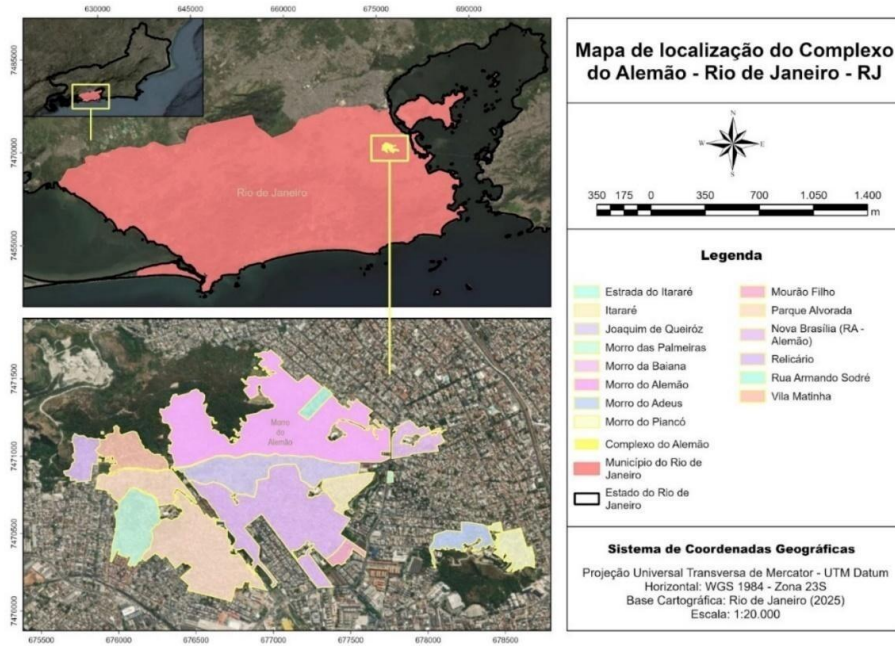 630000 645000 660000 675000 690000
7485000
7470000
7455000
Rio de Janeiro
7471500
7471000
7470500
7470000
Morro
do
Alemão
675500 676000 676500 677000 677500 678000 678500
Mapa de localização do Complexo
do Alemão - Rio de Janeiro - RJ
N
W E
S
350 175 0 350 700 1.050 1.400
m
Legenda
Estrada do Itararé
Itararé
Joaquim de Queiróz
Morro das Palmeiras
Morro da Baiana
Morro do Alemão
Morro do Adeus
Morro do Piancó
Complexo do Alemão
Município do Rio de
Janeiro
Estado do Rio de
Janeiro
Mourão Filho
Parque Alvorada
Nova Brasília (RA -
Alemão)
Relicário
Rua Armando Sodré
Vila Matinha
Sistema de Coordenadas Geográficas
Projeção Universal Transversa de Mercator - UTM Datum
Horizontal: WGS 1984 - Zona 23S
Base Cartográfica: Rio de Janeiro (2025)
Escala: 1:20.000